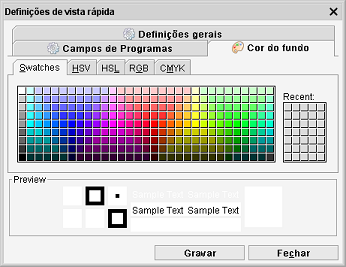 Definições de vista rápida
Definições gerais
Campos de Programas
Cor do fundo
Swatches HSV HSL RGB CMYK
Recent:
Preview
Sample Text Sample Text
Sample Text Sample Text
Gravar Fechar